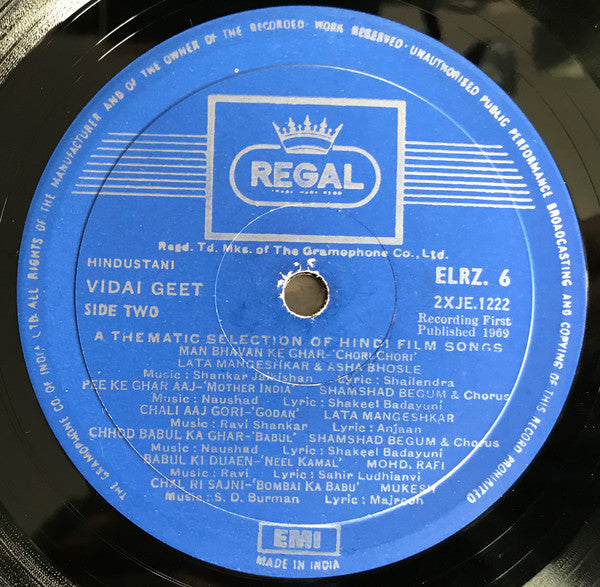 THE GRAMOPHONE CO OF INDIA LTD. ALL RIGHTS OF THE MANUFACTURER AND OF THE OWNER OF THE RECORDED WORK RESERVED. UNAUTHORISED PUBLIC PERFORMANCE BROADCASTING AND COPYING OF THIS RECORD PROHIBITED
REGAL
Regd. Td. Mks. of The Gramophone Co., Ltd.
HINDUSTANI
VIDAI GEET
SIDE TWO
ELRZ. 6
2XJE.1222
Recording First
Published 1969
A THEMATIC SELECTION OF HINDI FILM SONGS
MAN BHAVAN KE GHAR-'CHORI CHORI'
LATA MANGESHKAR & ASHA BHOSLE
Music : Shankar Jaikishan Lyric : Shailendra
PEE KE GHAR AAJ-'MOTHER INDIA' SHAMSHAD BEGUM & Chorus
Music : Naushad Lyric : Shakeel Badayuni
CHALI AAJ GORI-'GODAN' LATA MANGESHKAR
Music : Ravi Shankar Lyric : Anjaan
CHHOD BABUL KA GHAR-'BABUL' SHAMSHAD BEGUM & Chorus
Music : Naushad Lyric : Shakeel Badayuni
BABUL KI DUAEN-'NEEL KAMAL' MOHD. RAFI
Music : Ravi Lyric : Sahir Ludhianvi
CHAL RI SAJNI-'BOMBAI KA BABU' MUKESH
Music : S. D. Burman Lyric : Majrooh
EMI
MADE IN INDIA